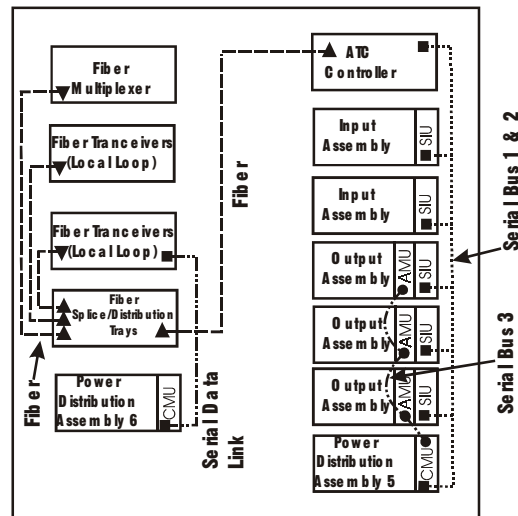 Fiber
Multiplexer
Fiber Tranceivers
(Local Loop)
Fiber Tranceivers
(Local Loop)
Fiber
Splice/Distribution
Trays
Power
Distribution
Assembly 6
CMU
Fiber
Serial Data
Link
Fiber
ATC
Controller
Input
Assembly
SIU
Input
Assembly
SIU
Output
Assembly
AMU
SIU
Output
Assembly
AMU
SIU
Output
Assembly
AMU
SIU
Power
Distribution
Assembly 5
CMU
Serial Bus 1 & 2
Serial Bus 3